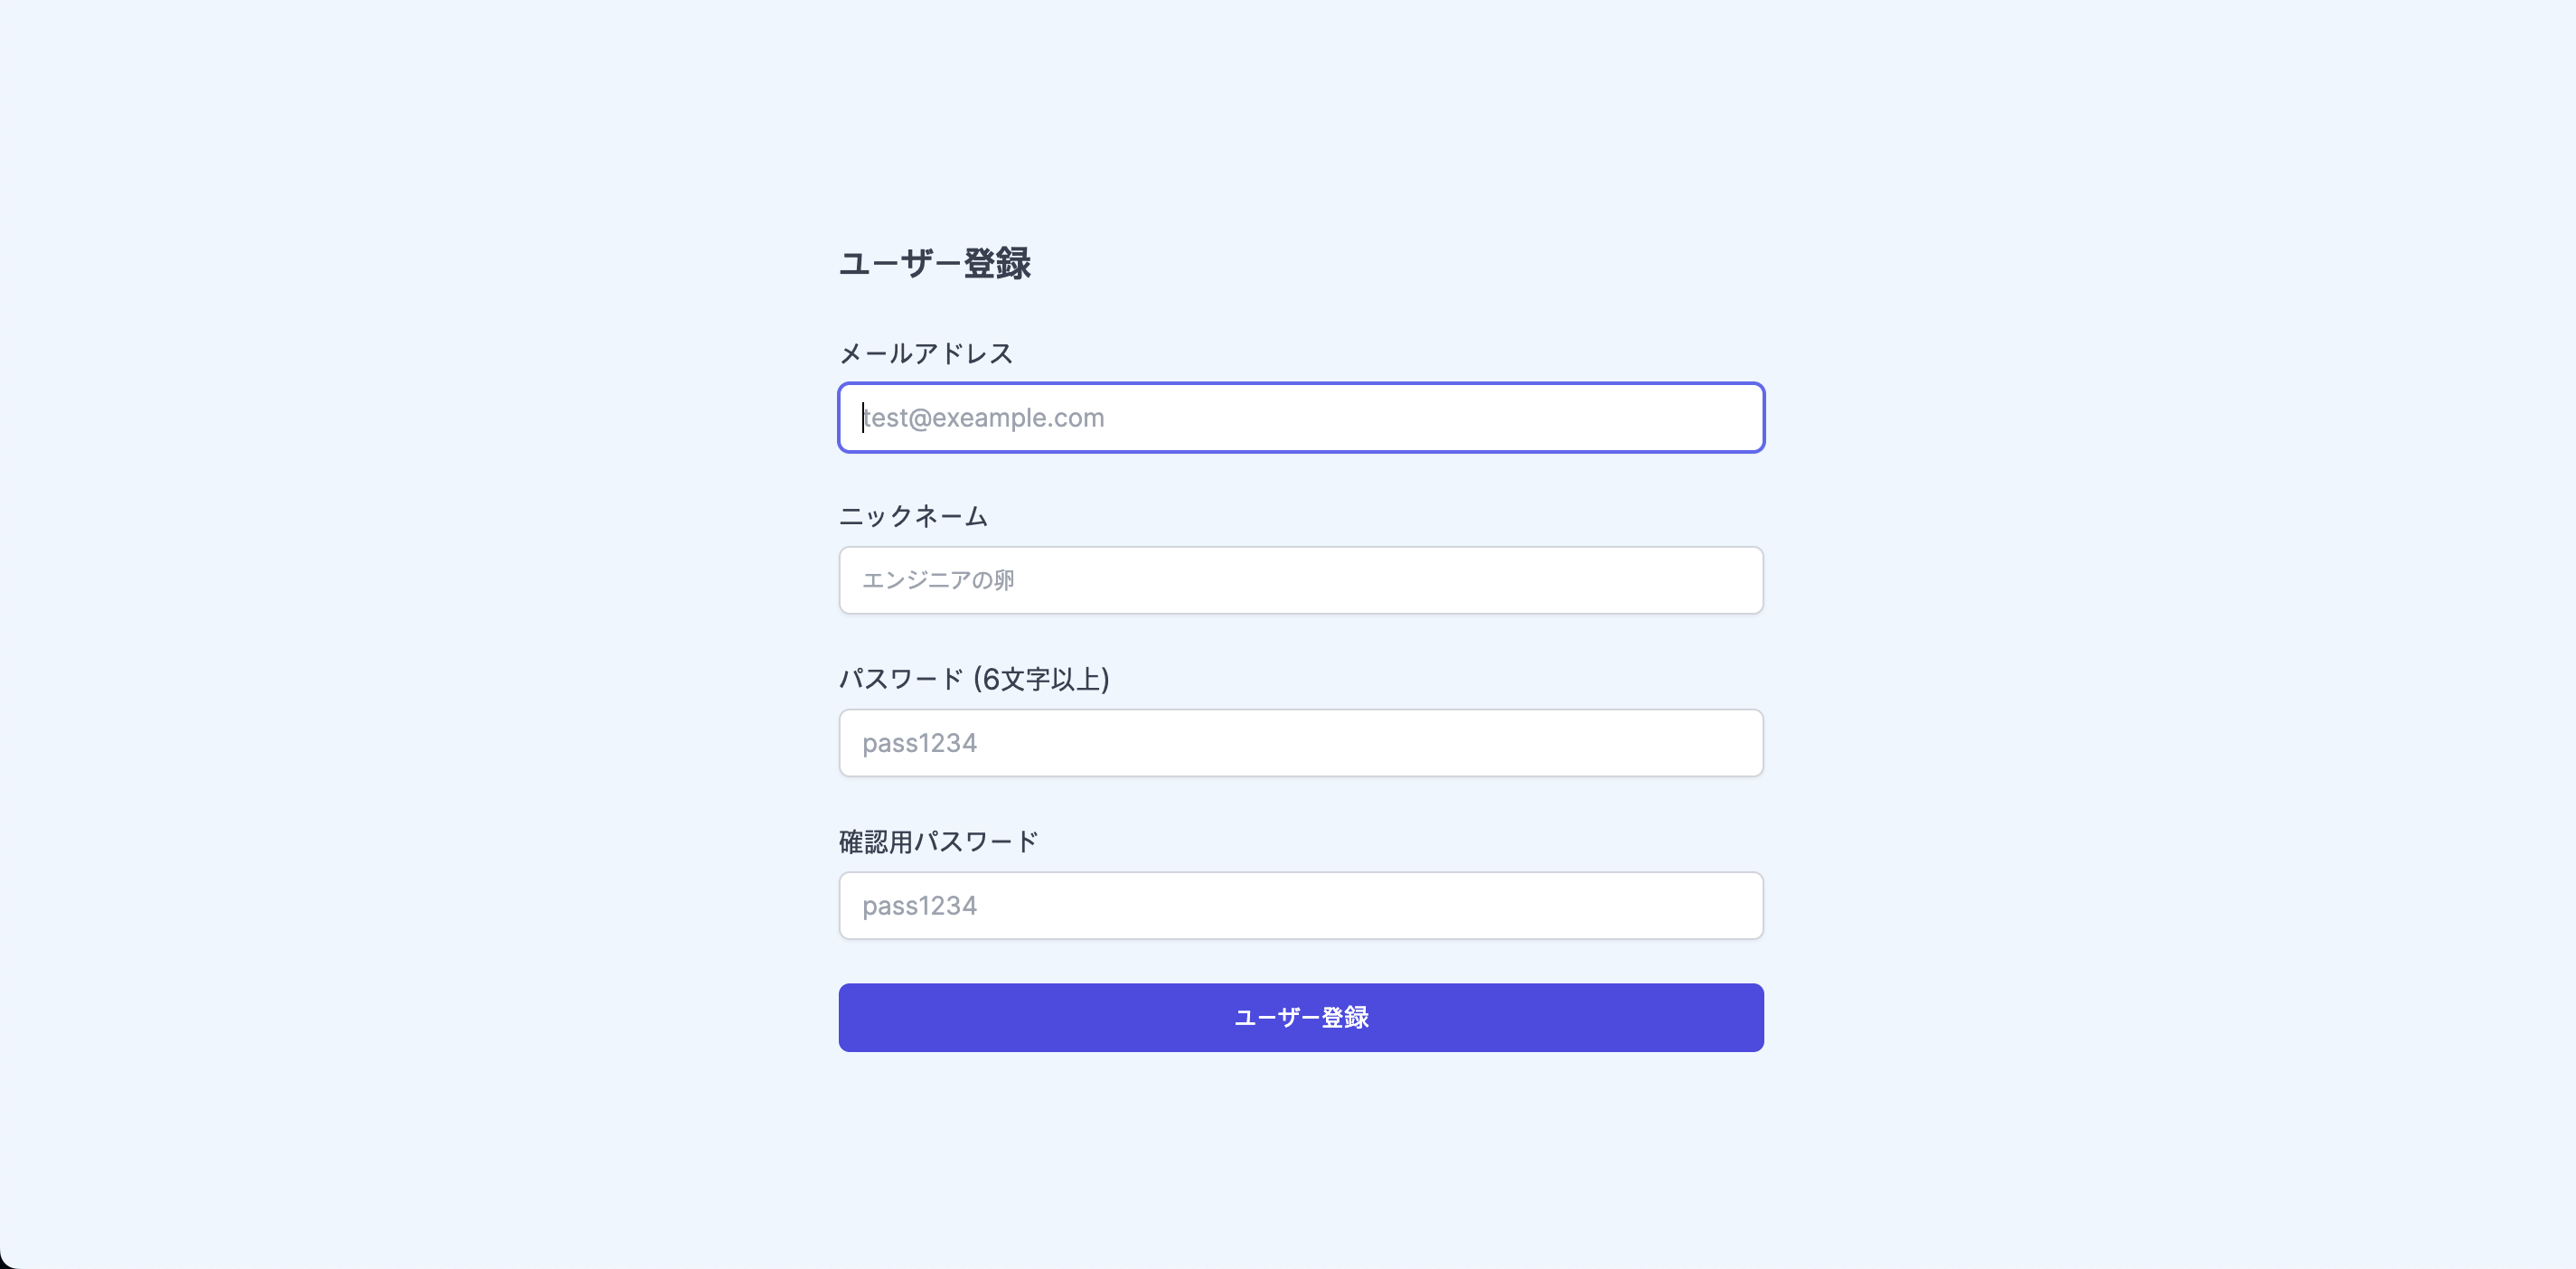 ユーザー登録
メールアドレス
test@exeample.com
ニックネーム
エンジニアの卵
パスワード (6文字以上)
pass1234
確認用パスワード
pass1234
ユーザー登録